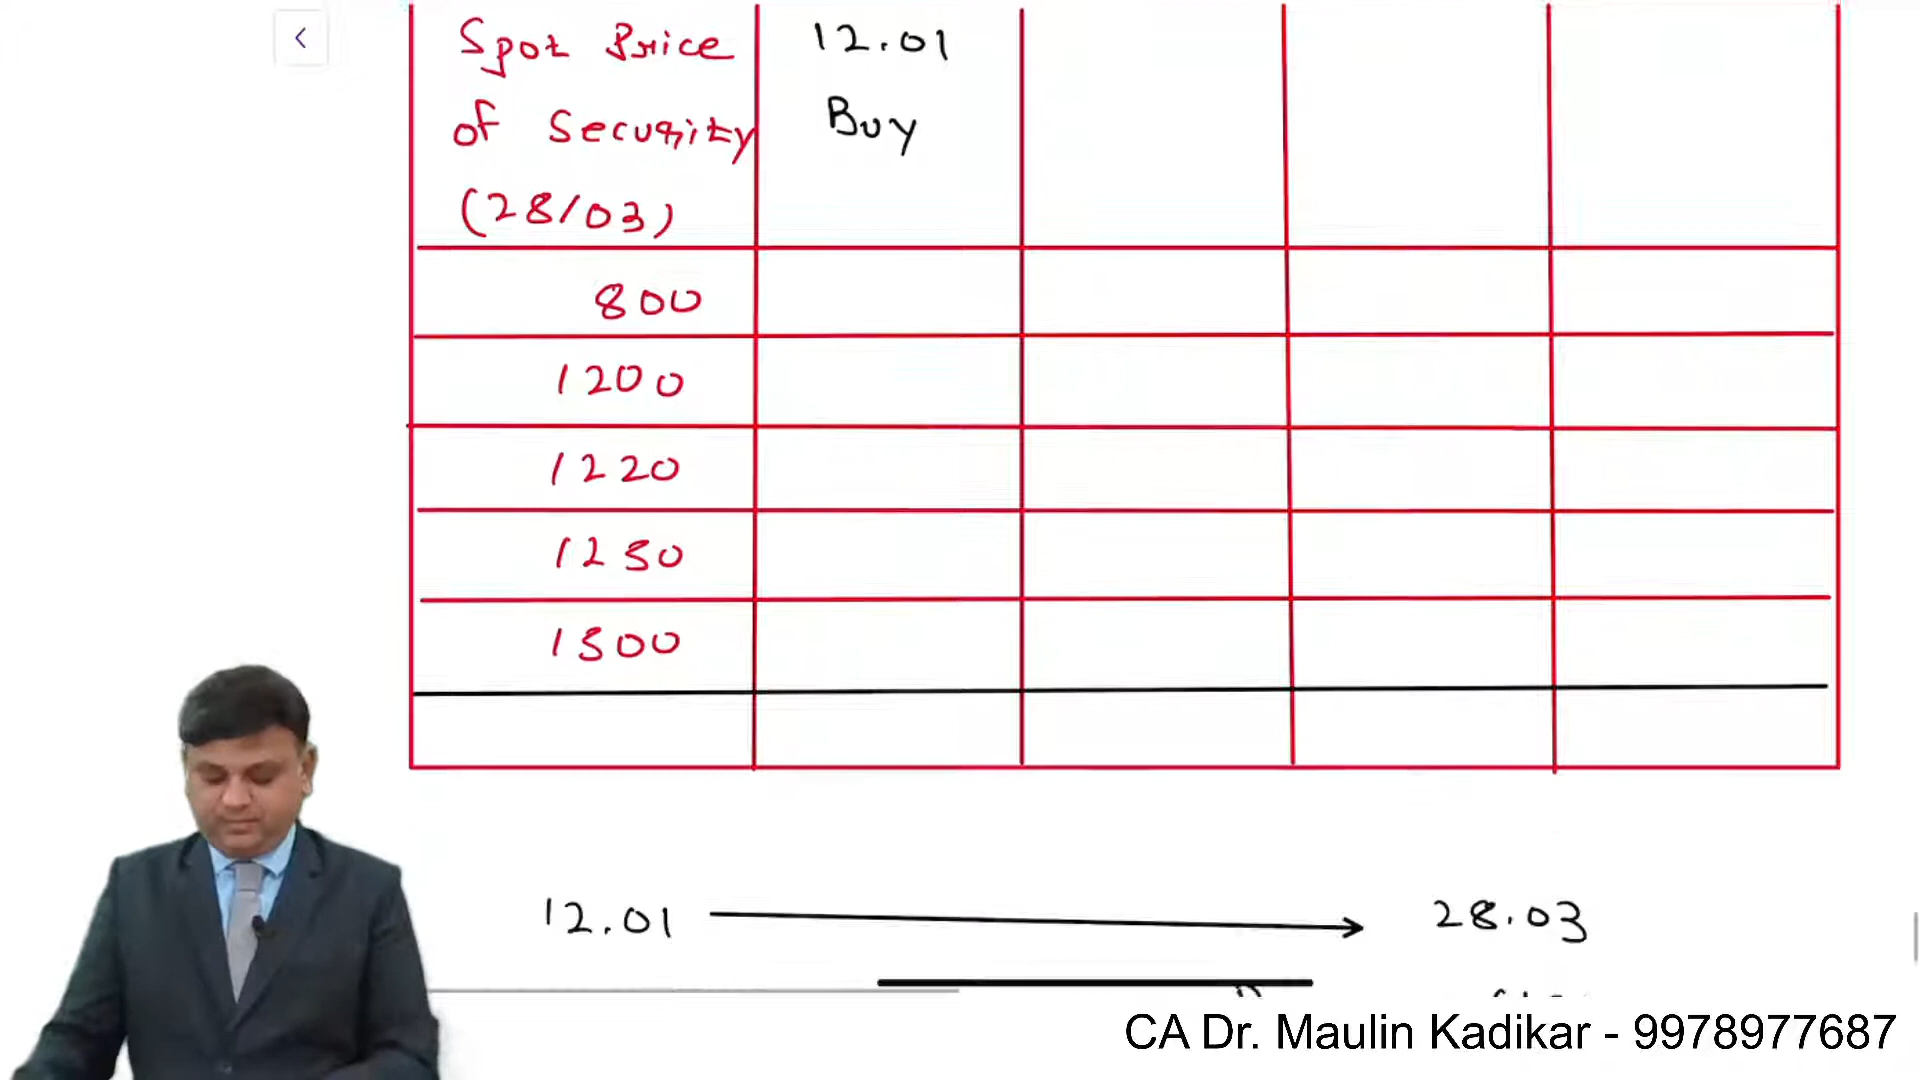 Spot Price 12.01
of Security Buy
(28/03)
800
1200
1220
1250
1500
12.01 28.03
CA Dr. Maulin Kadikar - 9978977687